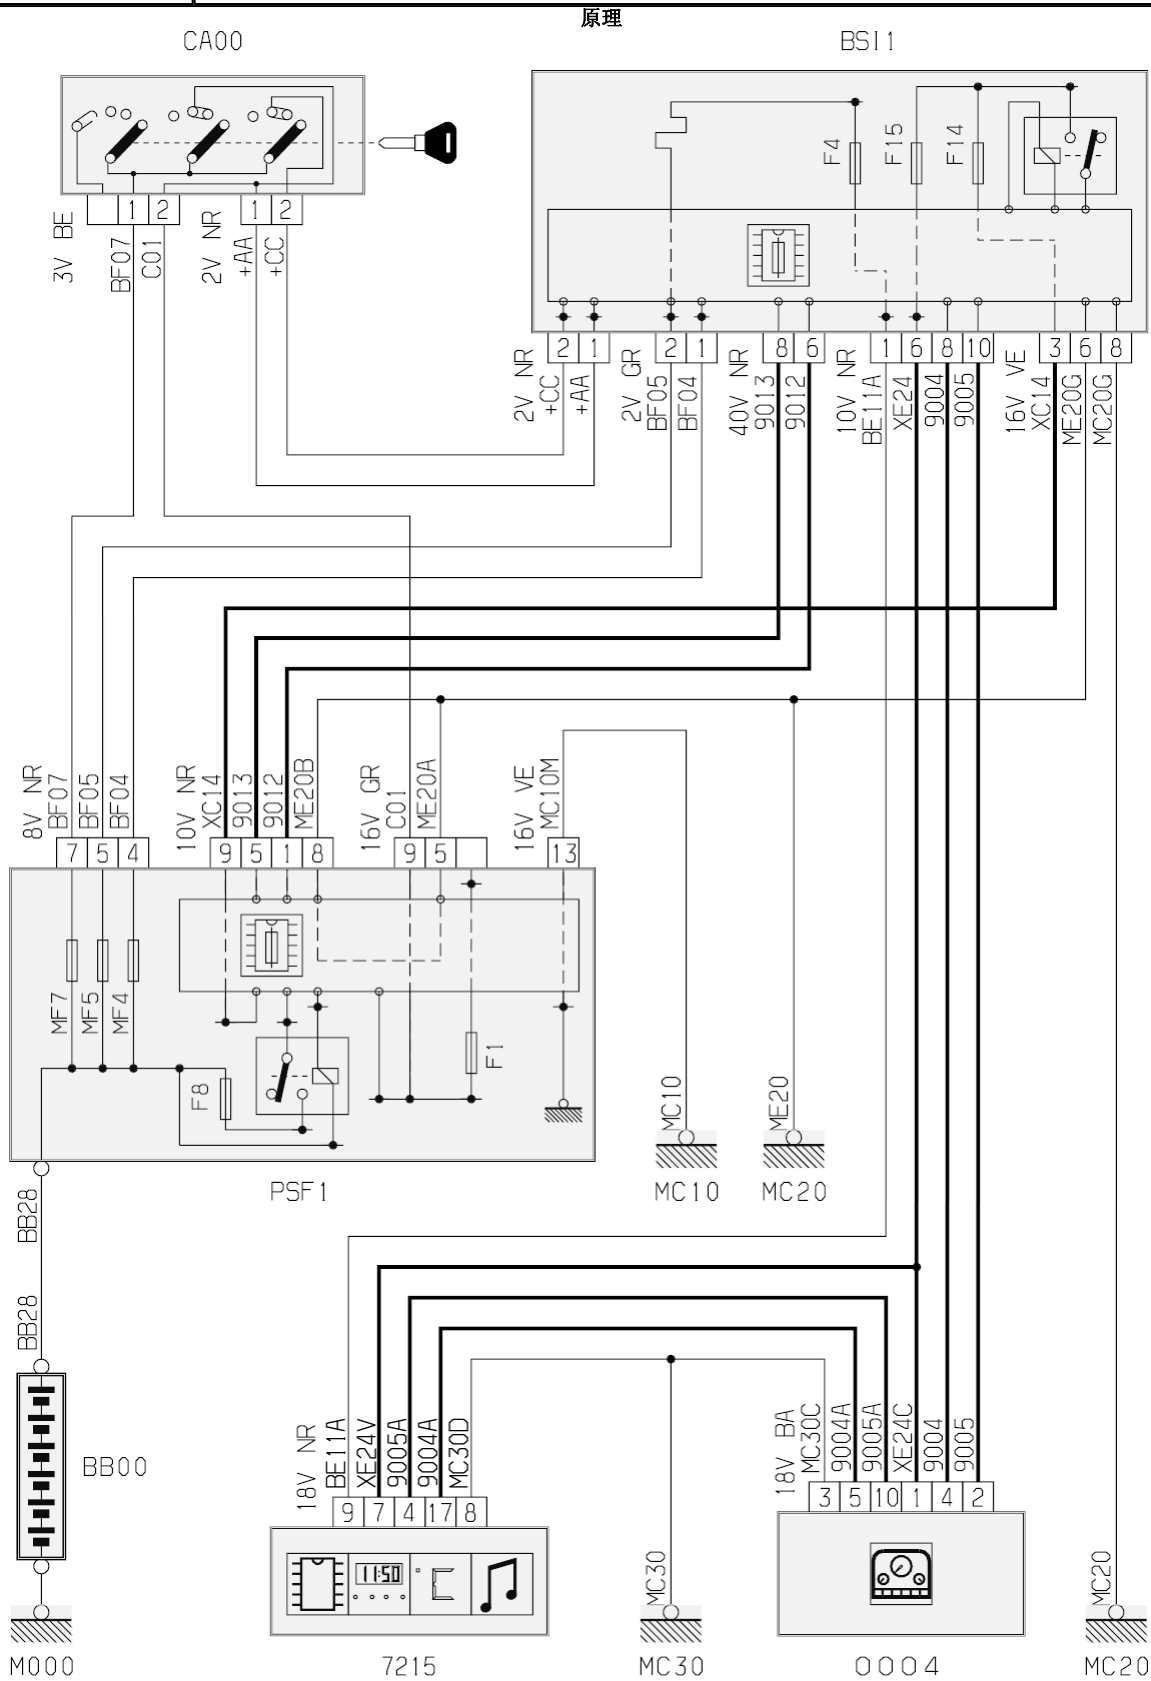 原理
CA00
BSI1
F4
F15
F14
3V BE
1
2
BF07
C01
2V NR
1
2
+AA
+CC
2V NR
2
1
+CC
+AA
2V GR
2
1
BF05
BF04
40V NR
8
6
9013
9012
10V NR
1
6
8
10
BE11A
XE24
9004
9005
16V VE
3
6
8
XC14
ME20G
MC20G
8V NR
BF07
BF05
BF04
7
5
4
10V NR
XC14
9013
9012
ME20B
9
5
1
8
16V GR
C01
ME20A
9
5
16V VE
MC10M
13
MF7
MF5
MF4
F8
F1
PSF1
MC10
MC10
ME20
MC20
BB28
BB28
BB00
M000
18V NR
BE11A
XE24V
9005A
9004A
MC30D
9
7
4
17
8
11:50
°C
7215
MC30
MC30
18V BA
MC30C
9004A
9005A
XE24C
9004
9005
3
5
10
1
4
2
0004
MC20
MC20